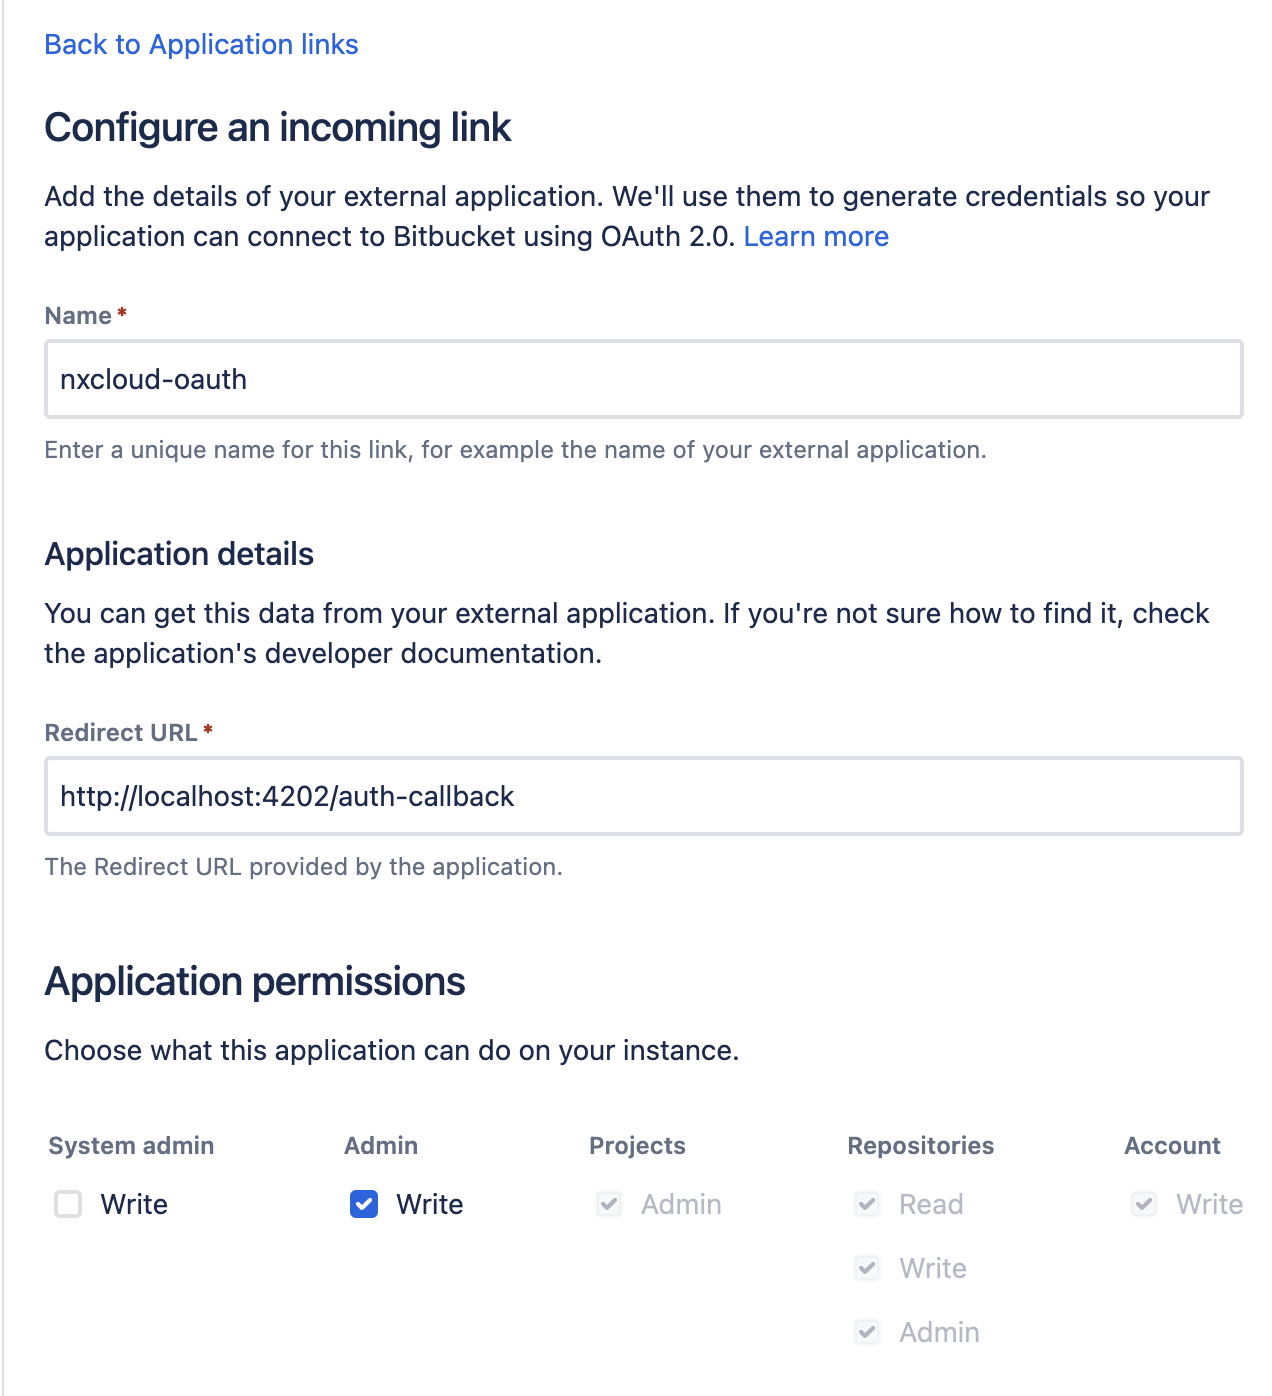 Back to Application links
Configure an incoming link
Add the details of your external application. We'll use them to generate credentials so your
application can connect to Bitbucket using OAuth 2.0. Learn more
Name *
nxcloud-oauth
Enter a unique name for this link, for example the name of your external application.
Application details
You can get this data from your external application. If you're not sure how to find it, check
the application's developer documentation.
Redirect URL *
http://localhost:4202/auth-callback
The Redirect URL provided by the application.
Application permissions
Choose what this application can do on your instance.
System admin Admin Projects Repositories Account
Write Write Admin Read Write
Write
Admin